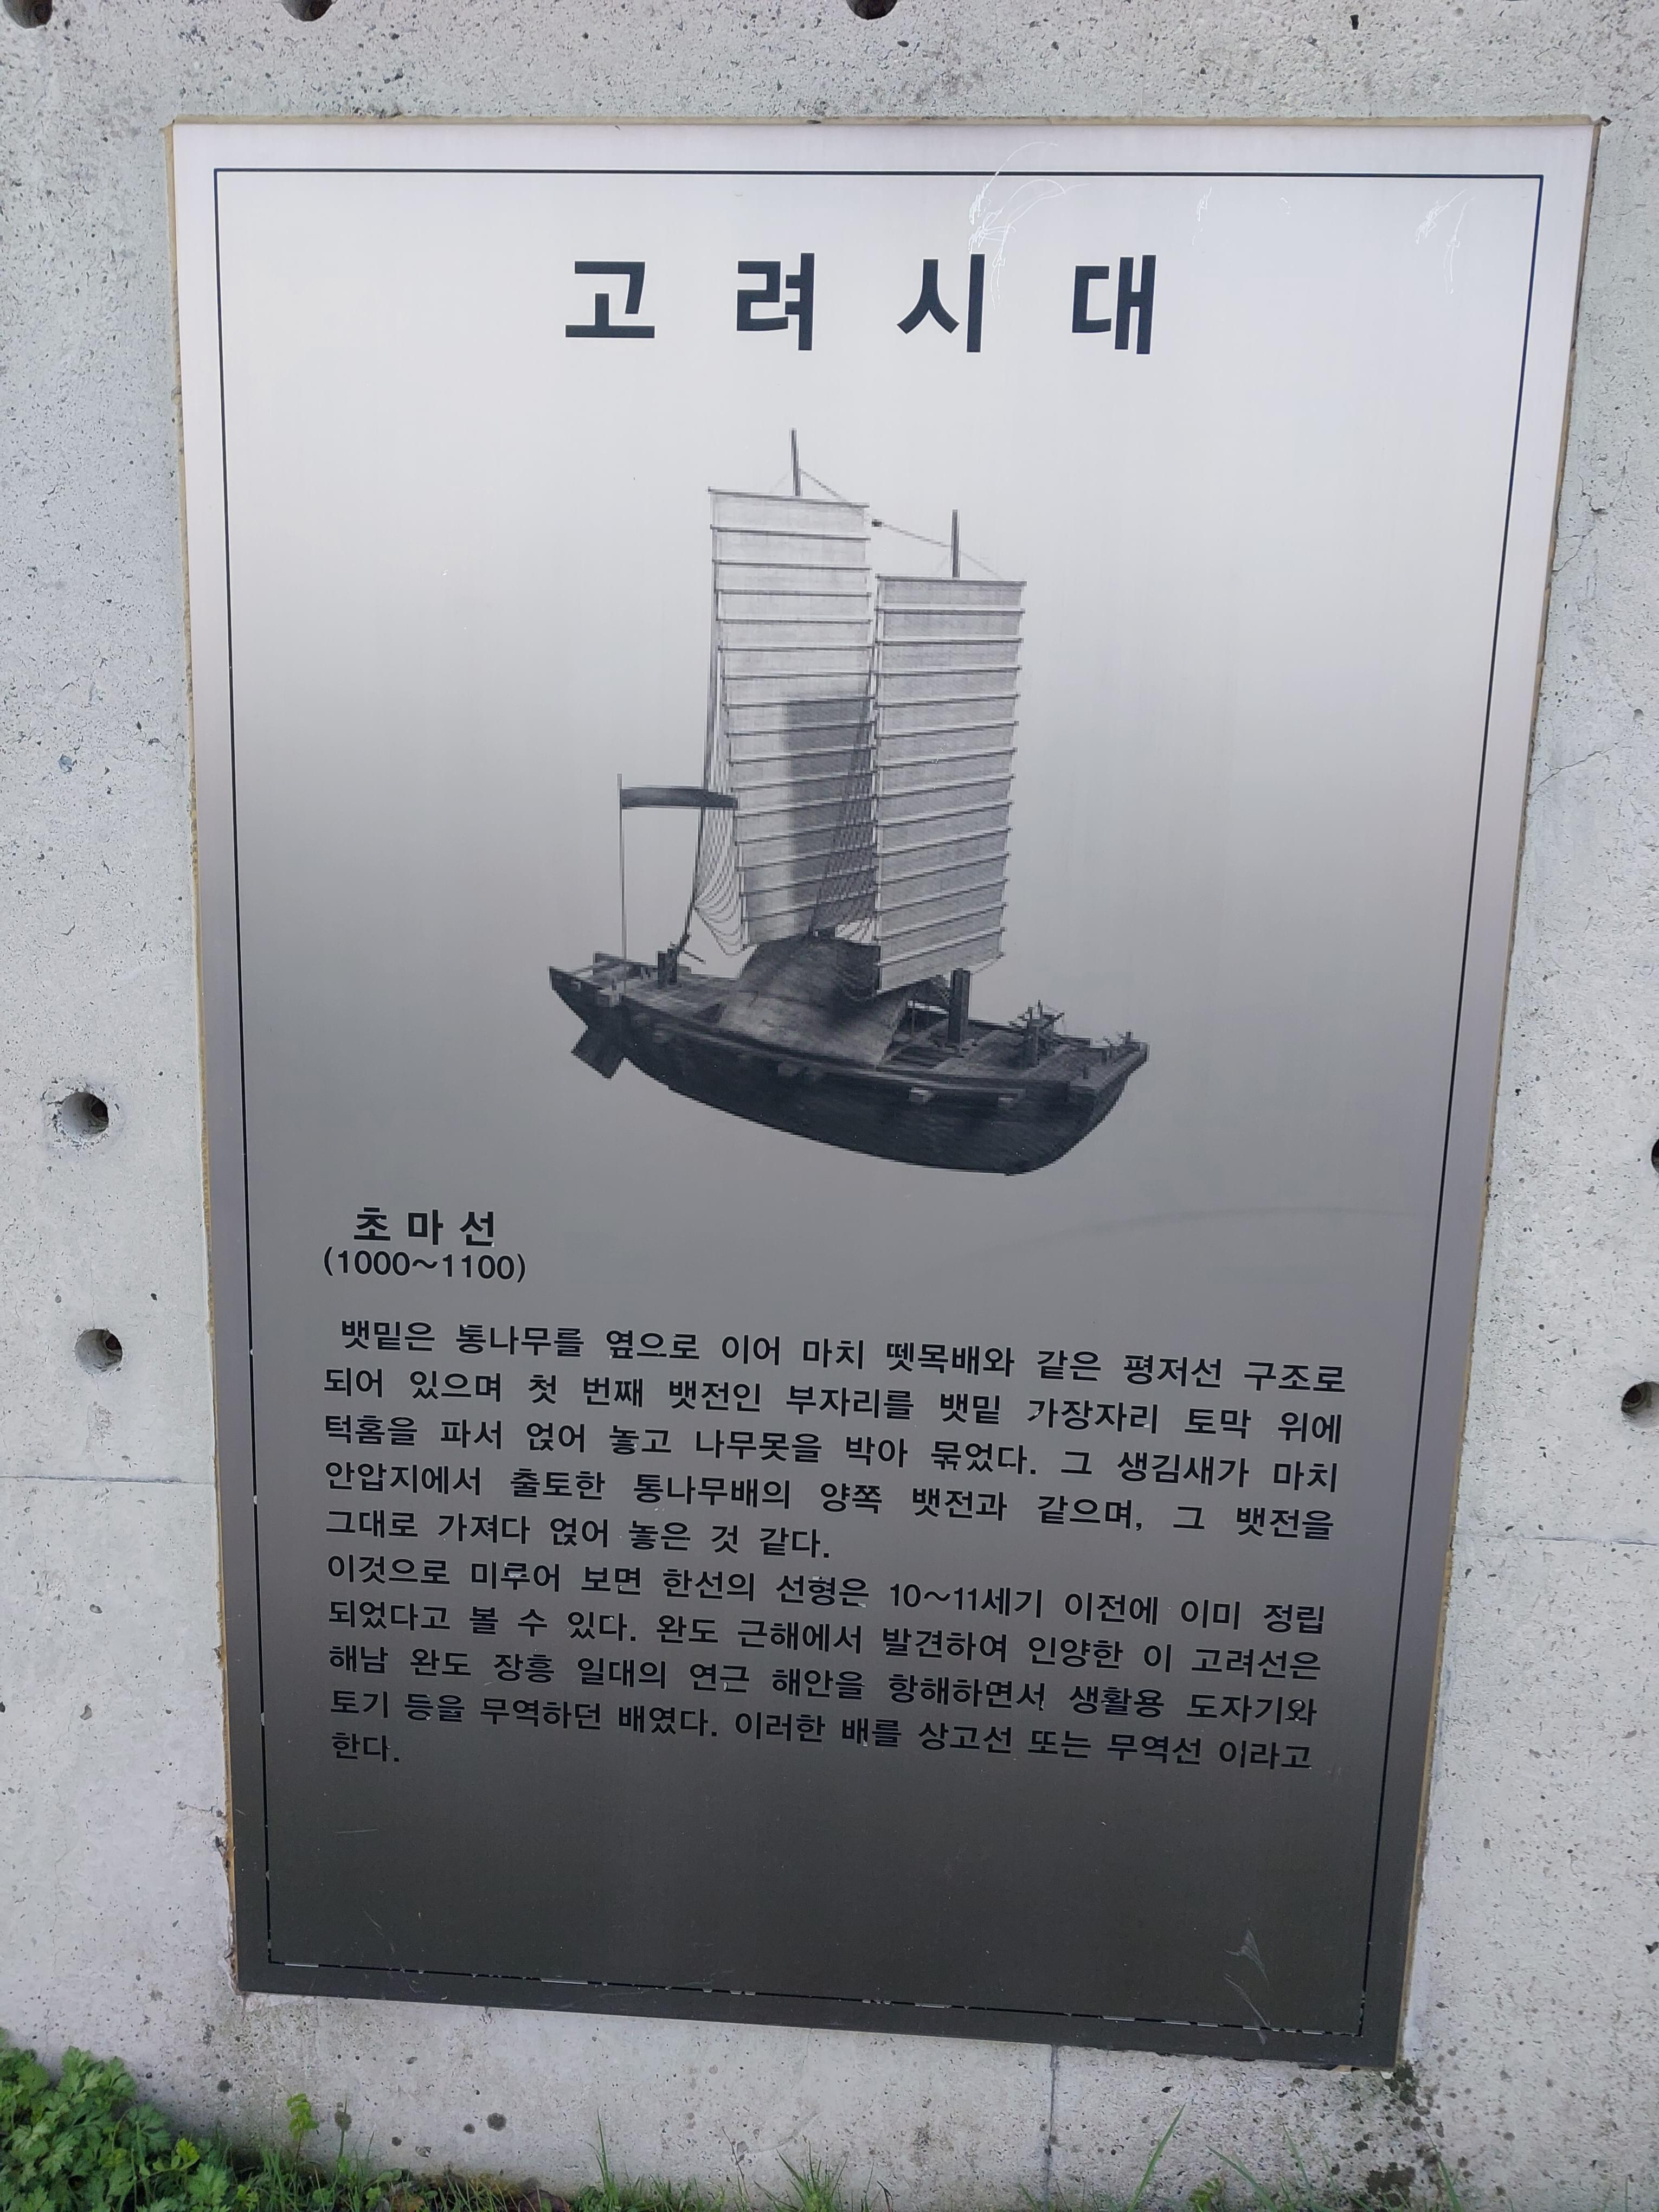 고 려 시 대
초 마 선
(1000~1100)
뱃밑은 통나무를 옆으로 이어 마치 뗏목배와 같은 평저선 구조로
되어 있으며 첫 번째 뱃전인 부자리를 뱃밑 가장자리 토막 위에
턱홈을 파서 얹어 놓고 나무못을 박아 묶었다. 그 생김새가 마치
안압지에서 출토한 통나무배의 양쪽 뱃전과 같으며, 그 뱃전을
그대로 가져다 얹어 놓은 것 같다.
이것으로 미루어 보면 한선의 선형은 10~11세기 이전에 이미 정립
되었다고 볼 수 있다. 완도 근해에서 발견하여 인양한 이 고려선은
해남 완도 장흥 일대의 연근 해안을 항해하면서 생활용 도자기와
토기 등을 무역하던 배였다. 이러한 배를 상고선 또는 무역선 이라고
한다.